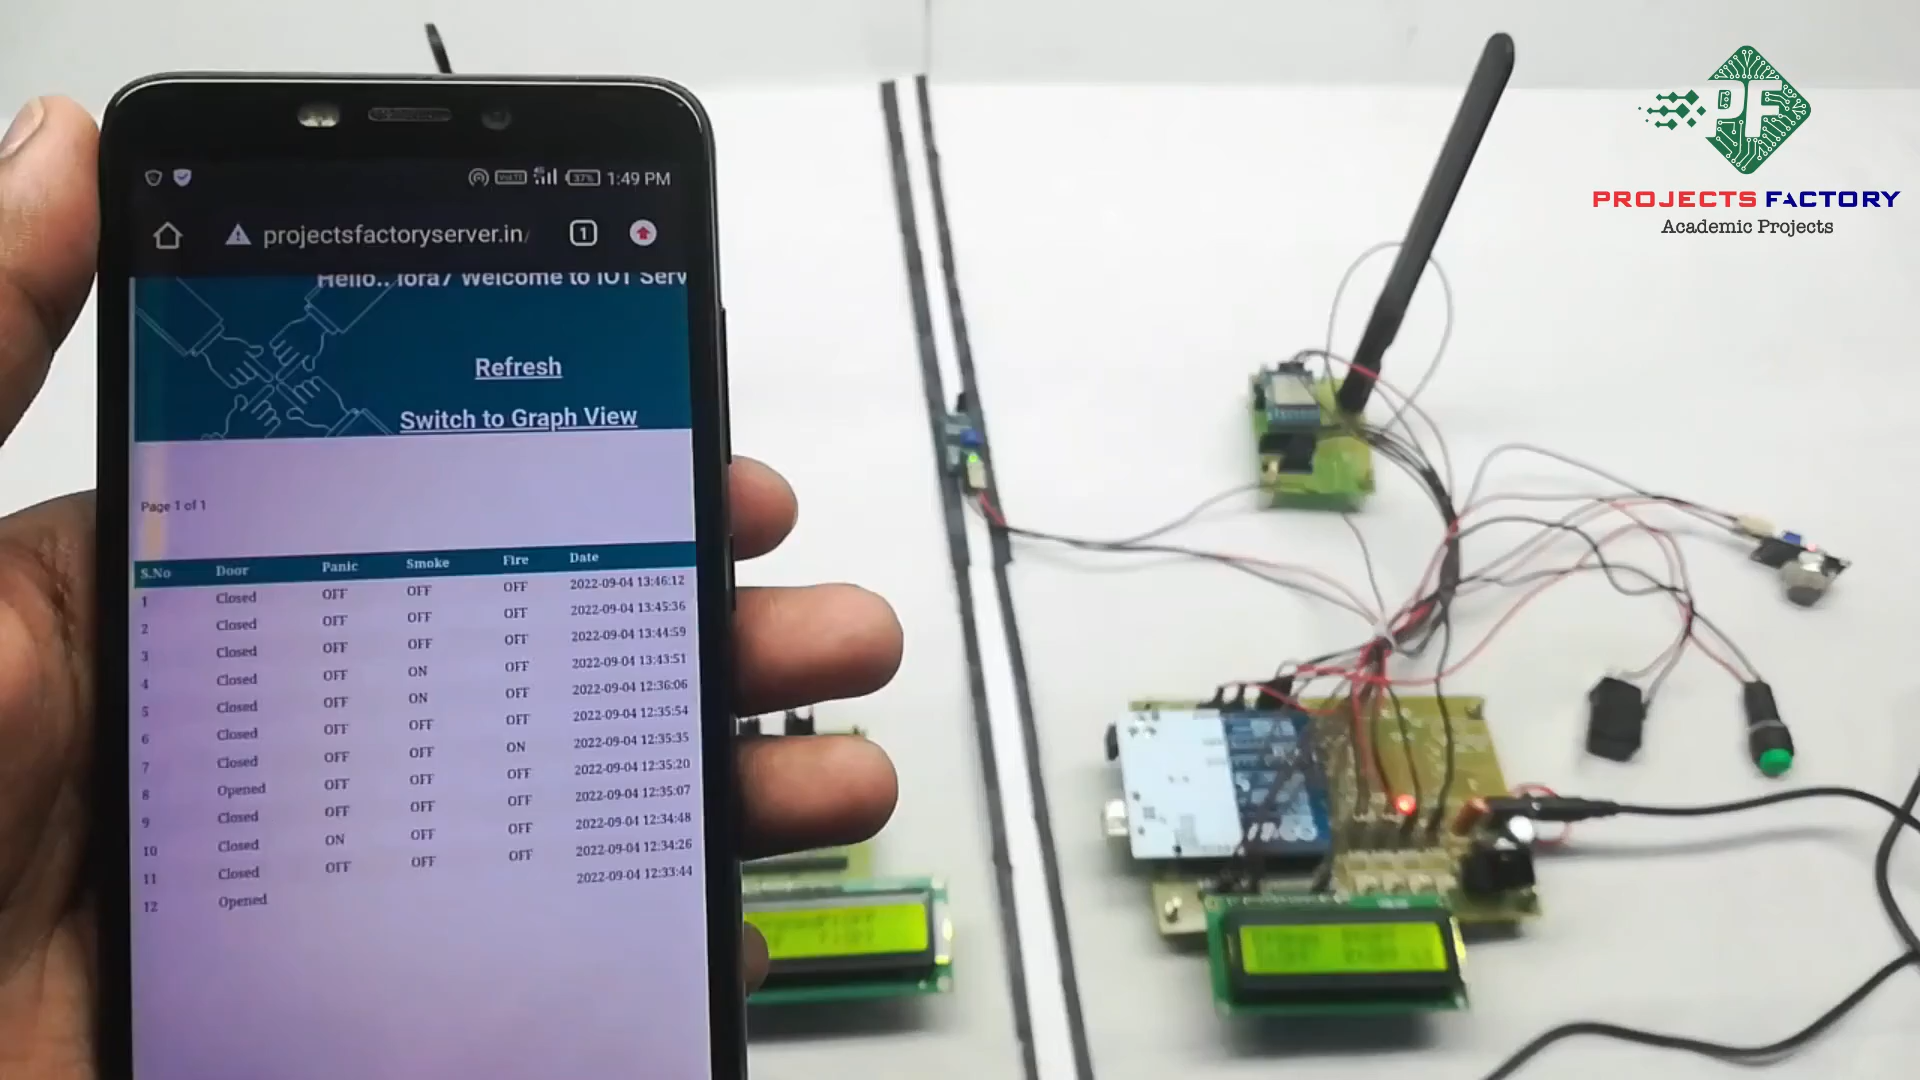 PROJECTS FACTORY
Academic Projects
37% 1:49 PM
projectsfactoryserver.in/
1
Hello.. iora7 Welcome to IOT Serv
Refresh
Switch to Graph View
Page 1 of 1
S.No Door Panic Smoke Fire Date
1 Closed OFF OFF OFF 2022-09-04 13:46:12
2 Closed OFF OFF OFF 2022-09-04 13:45:36
3 Closed OFF OFF OFF 2022-09-04 13:44:59
4 Closed OFF ON OFF 2022-09-04 13:43:51
5 Closed OFF ON OFF 2022-09-04 12:36:06
6 Closed OFF OFF OFF 2022-09-04 12:35:54
7 Closed OFF OFF ON 2022-09-04 12:35:35
8 Opened OFF OFF OFF 2022-09-04 12:35:20
9 Closed OFF OFF OFF 2022-09-04 12:35:07
10 Closed ON OFF OFF 2022-09-04 12:34:48
11 Closed OFF OFF OFF 2022-09-04 12:34:26
12 Opened 2022-09-04 12:33:44